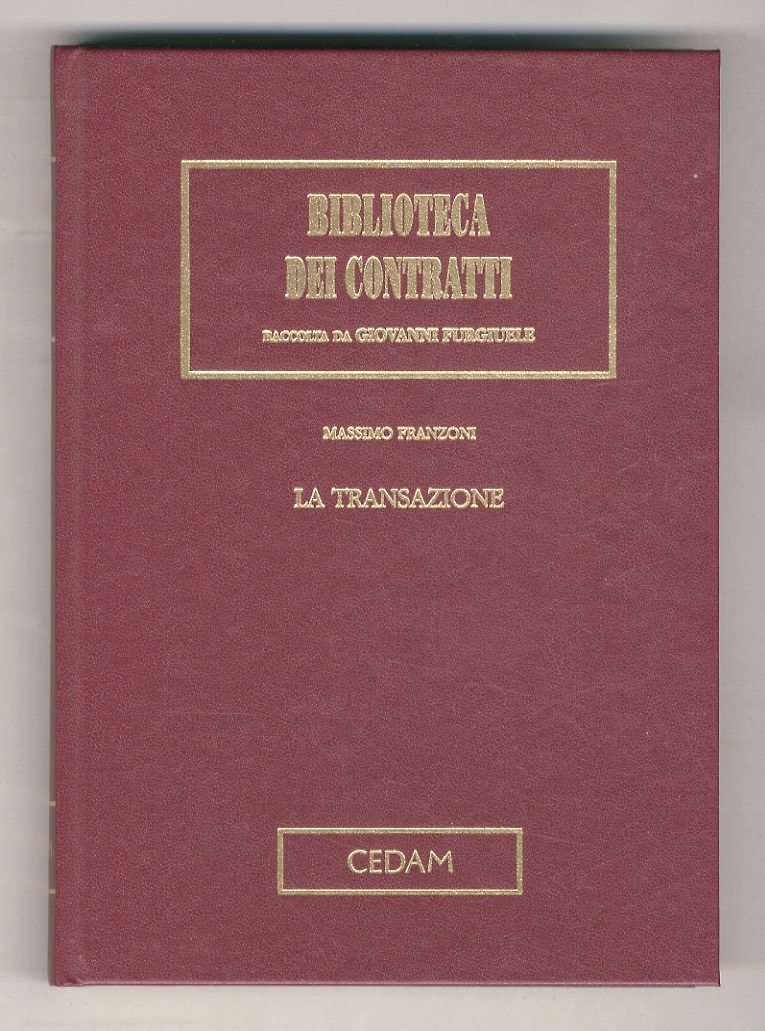 BIBLIOTECA
DEI CONTRATTI
RACCOLTA DA GIOVANNI FURGIUELE
MASSIMO FRANZONI
LA TRANSAZIONE
CEDAM